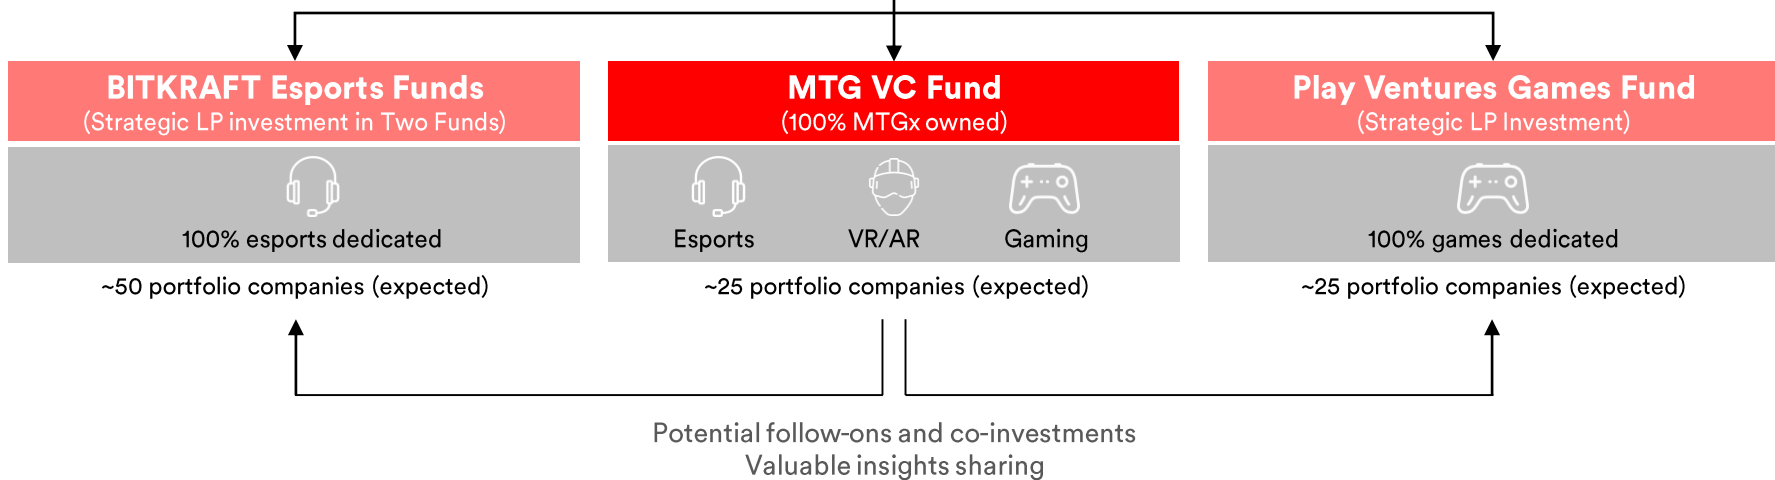 BITKRAFT Esports Funds
(Strategic LP investment in Two Funds)
100% esports dedicated
~50 portfolio companies (expected)
MTG VC Fund
(100% MTGx owned)
Esports VR/AR Gaming
~25 portfolio companies (expected)
Play Ventures Games Fund
(Strategic LP Investment)
100% games dedicated
~25 portfolio companies (expected)
Potential follow-ons and co-investments
Valuable insights sharing